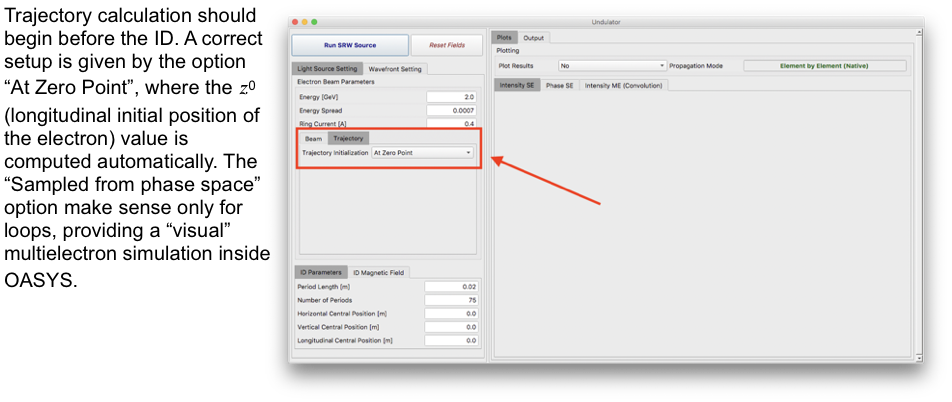 Trajectory calculation should
begin before the ID. A correct
setup is given by the option
“At Zero Point”, where the z⁰
(longitudinal initial position of
the electron) value is
computed automatically. The
“Sampled from phase space”
option make sense only for
loops, providing a “visual”
multielectron simulation inside
OASYS.
Undulator
Run SRW Source Reset Fields
Light Source Setting Wavefront Setting
Electron Beam Parameters
Energy [GeV] 2.0
Energy Spread 0.0007
Ring Current [A] 0.4
Beam Trajectory
Trajectory Initialization At Zero Point
ID Parameters ID Magnetic Field
Period Length [m] 0.02
Number of Periods 75
Horizontal Central Position [m] 0.0
Vertical Central Position [m] 0.0
Longitudinal Central Position [m] 0.0
Plots Output
Plotting
Plot Results No Propagation Mode Element by Element (Native)
Intensity SE Phase SE Intensity ME (Convolution)